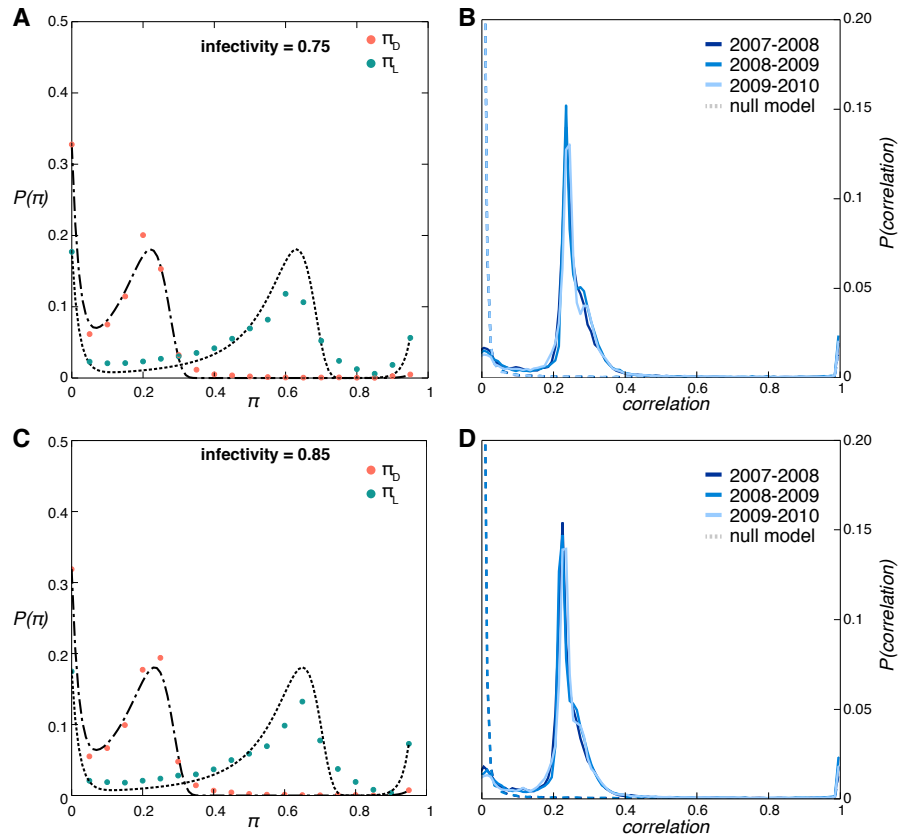 A
infectivity = 0.75
π_D
π_L
P(π)
0.5
0.4
0.3
0.2
0.1
0
0 0.2 0.4 0.6 0.8 1
π
B
2007-2008
2008-2009
2009-2010
null model
P(correlation)
0.20
0.15
0.10
0.05
0
0 0.2 0.4 0.6 0.8 1
correlation
C
infectivity = 0.85
π_D
π_L
P(π)
0.5
0.4
0.3
0.2
0.1
0
0 0.2 0.4 0.6 0.8 1
π
D
2007-2008
2008-2009
2009-2010
null model
P(correlation)
0.20
0.15
0.10
0.05
0
0 0.2 0.4 0.6 0.8 1
correlation